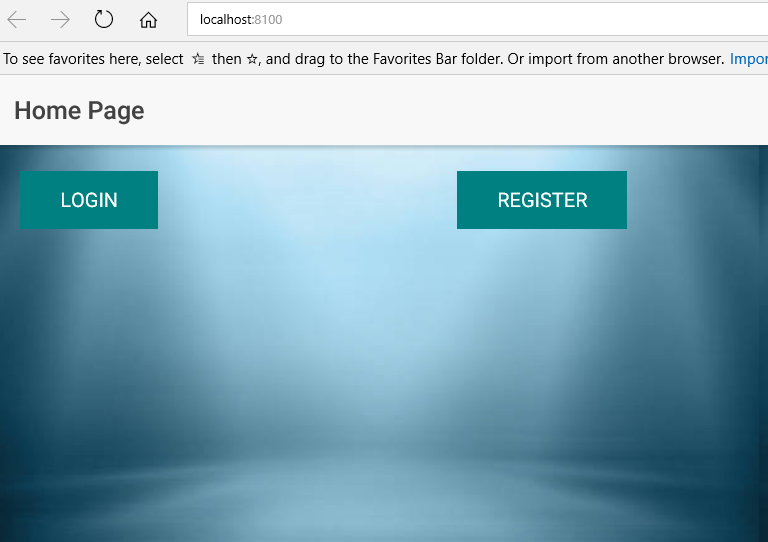 localhost:8100
To see favorites here, select then ☆, and drag to the Favorites Bar folder. Or import from another browser. Impor
Home Page
LOGIN REGISTER